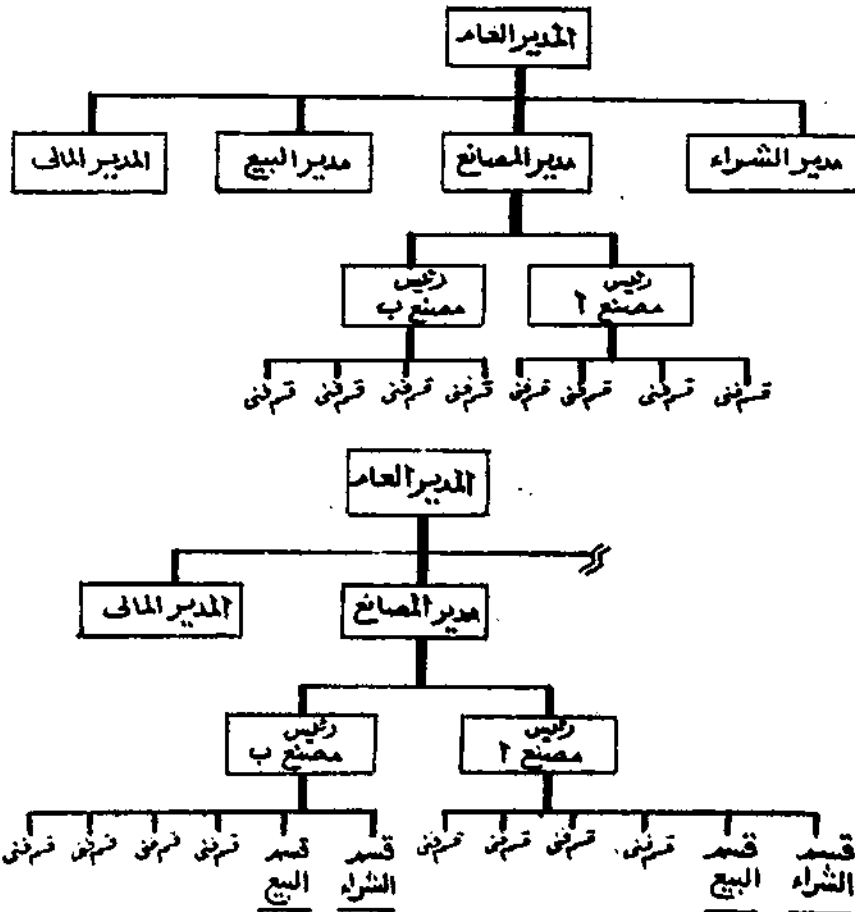 المدير العام
مدير الشراء
مدير المصانع
مدير البيع
المدير المالى
رئيس
مصنع أ
رئيس
مصنع ب
قسم فنى قسم فنى قسم فنى قسم فنى
قسم فنى قسم فنى قسم فنى قسم فنى
المدير العام
مدير المصانع
المدير المالى
رئيس
مصنع أ
رئيس
مصنع ب
قسم
الشراء
قسم
البيع
قسم فنى قسم فنى قسم فنى قسم فنى
قسم
الشراء
قسم
البيع
قسم فنى قسم فنى قسم فنى قسم فنى